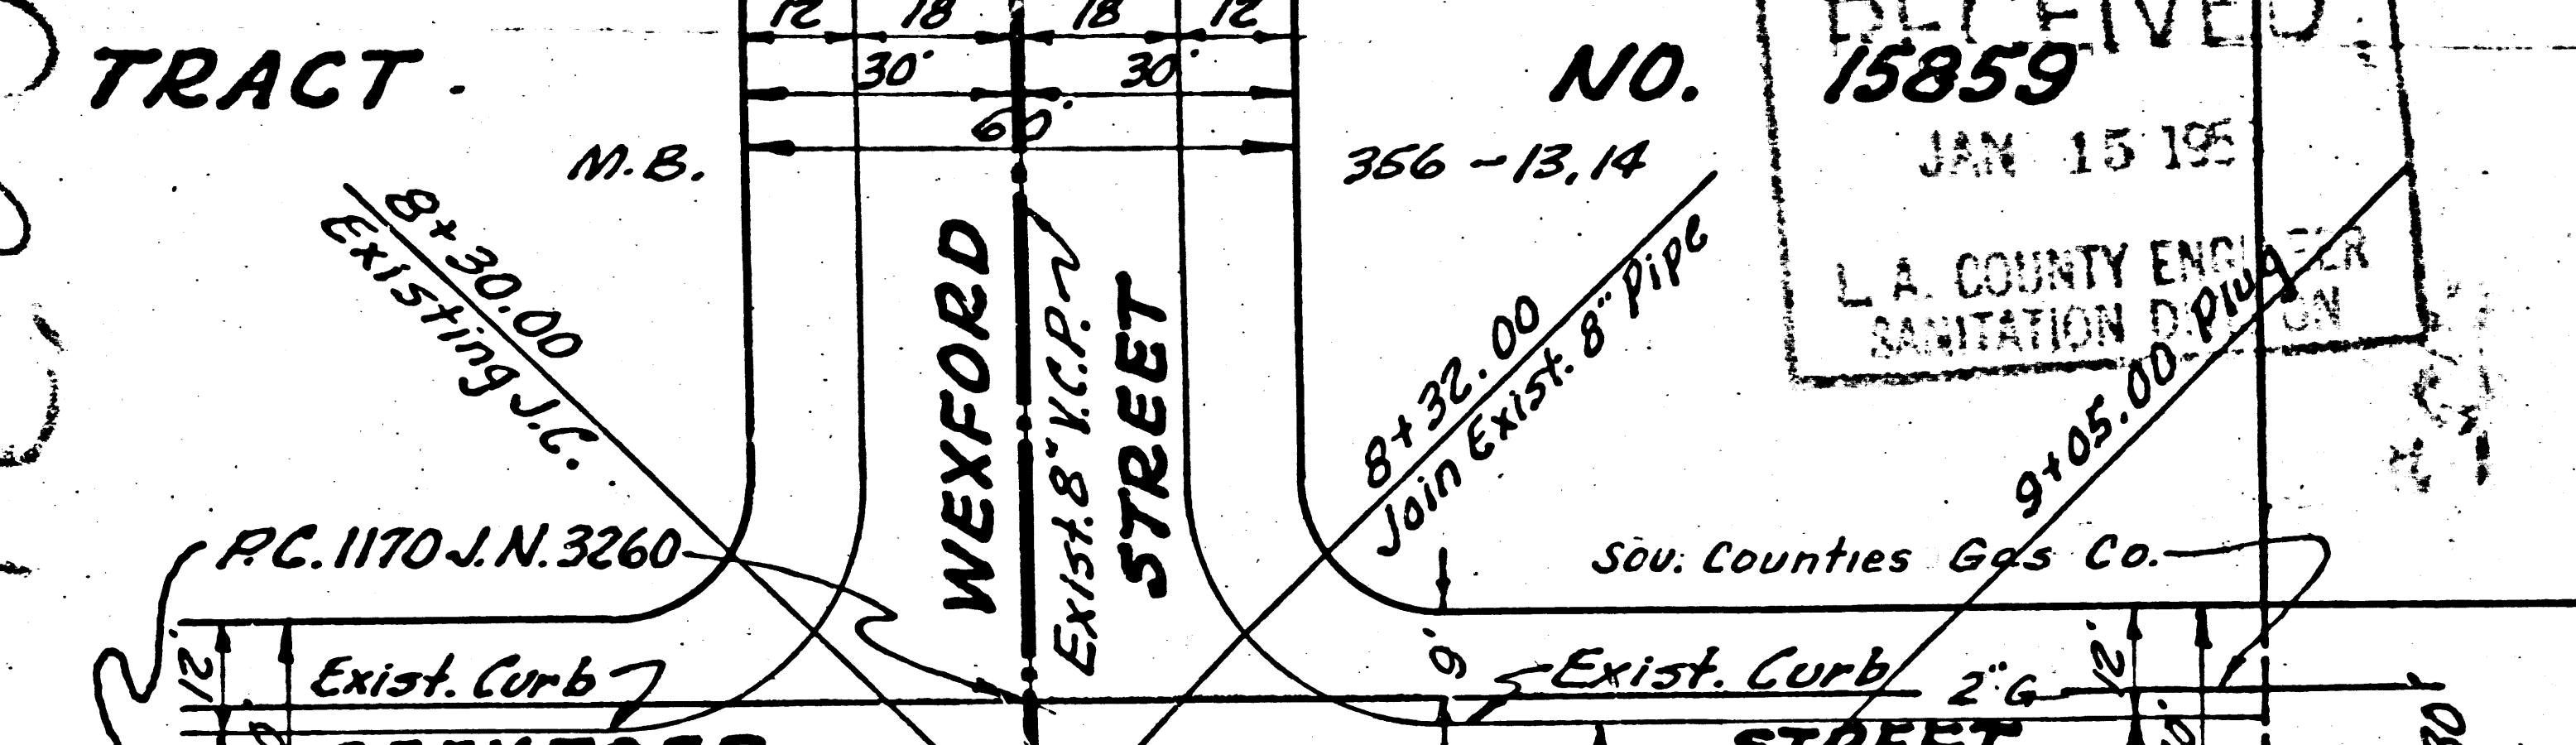 12 18 18 12
30' 30'
60'
TRACT
NO. 15859
M.B. 356 - 13, 14
RECEIVED
JAN 15 195
L. A. COUNTY ENGINEER
SANITATION DIVISION
8+30.00
Existing J.C.
WEXFORD
STREET
Exist. 8" V.C.P.
8+32.00
Join Exist. 8" Pipe
9+05.00 Plug
P.C. 1170 J.N. 3260
Sou. Counties Gas Co.
12'
9'
12'
Exist. Curb
Exist. Curb
2" G
STREET
30'